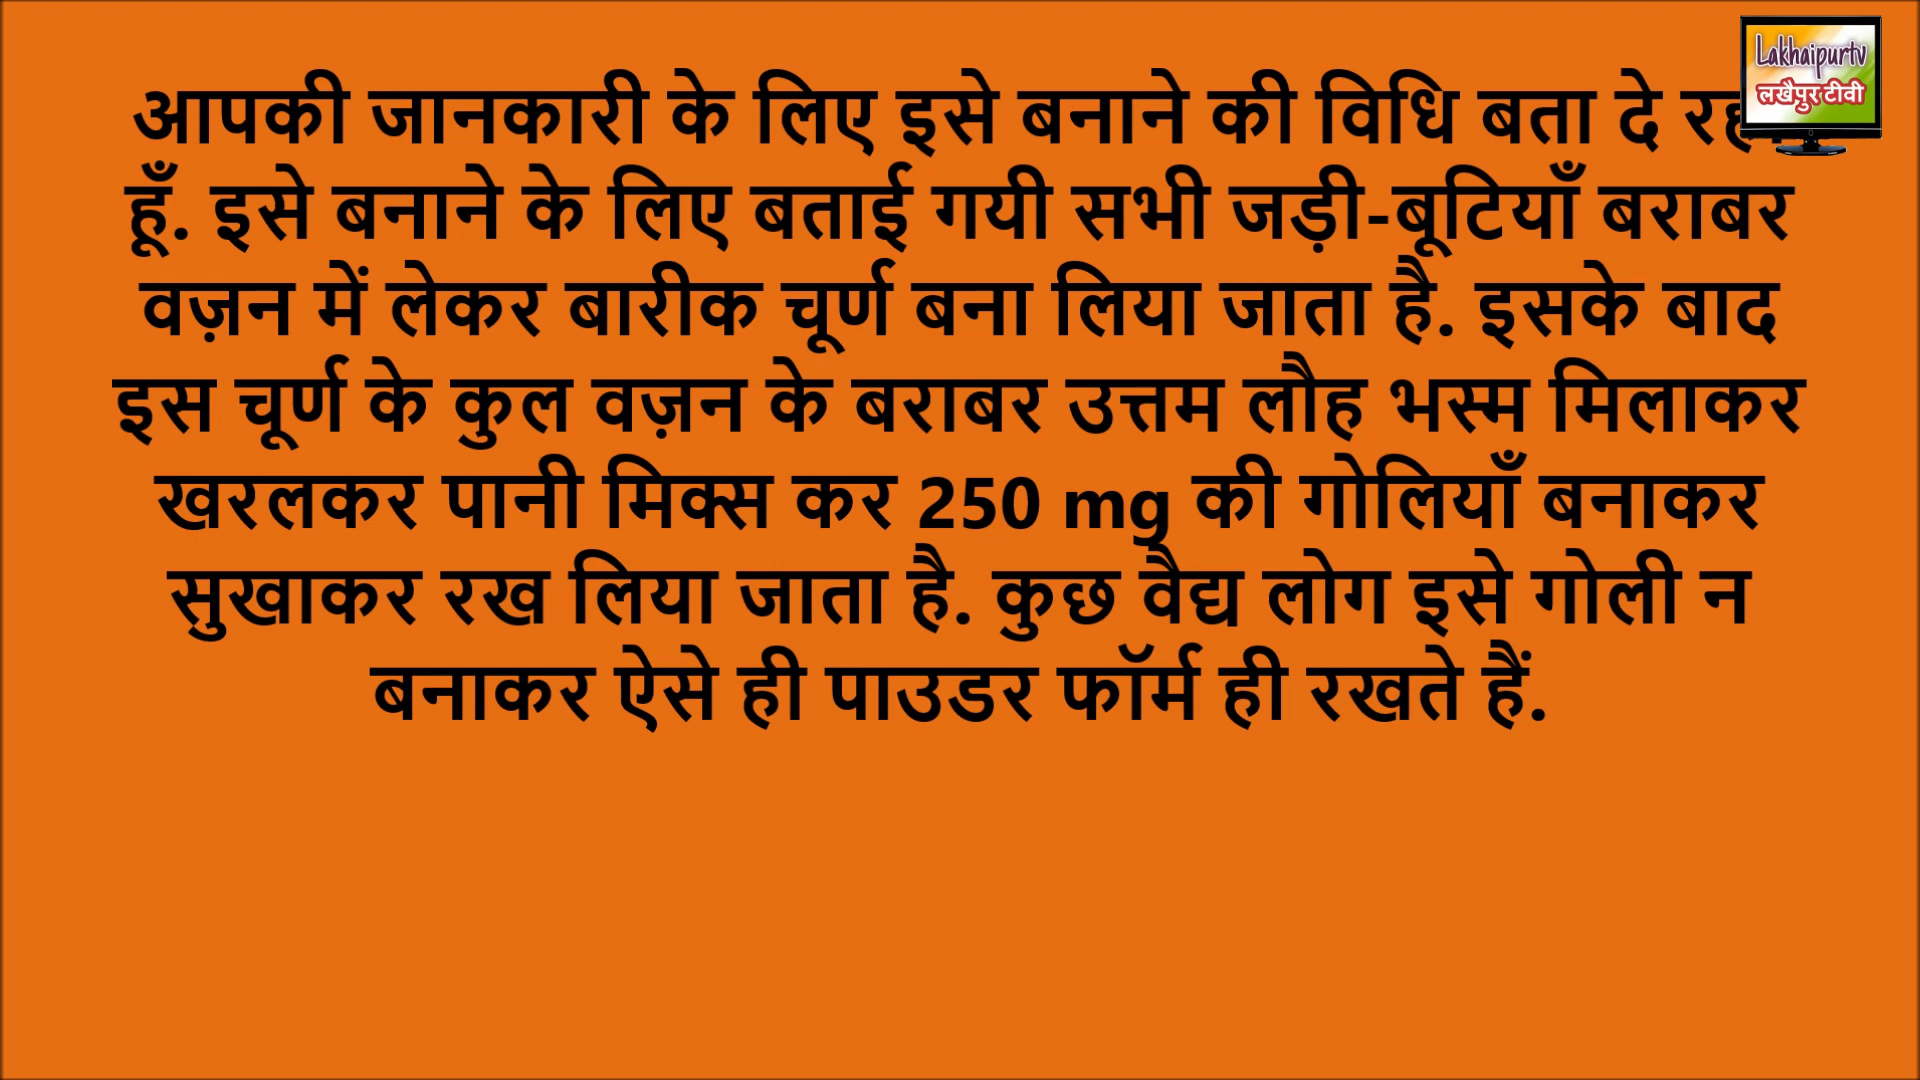 Lakhaipurtv
लखैपुर टीवी
आपकी जानकारी के लिए इसे बनाने की विधि बता दे
हूँ. इसे बनाने के लिए बताई गयी सभी जड़ी-बूटियाँ बराबर
वज़न में लेकर बारीक चूर्ण बना लिया जाता है. इसके बाद
इस चूर्ण के कुल वज़न के बराबर उत्तम लौह भस्म मिलाकर
खरलकर पानी मिक्स कर 250 mg की गोलियाँ बनाकर
सुखाकर रख लिया जाता है. कुछ वैद्य लोग इसे गोली न
बनाकर ऐसे ही पाउडर फॉर्म ही रखते हैं.